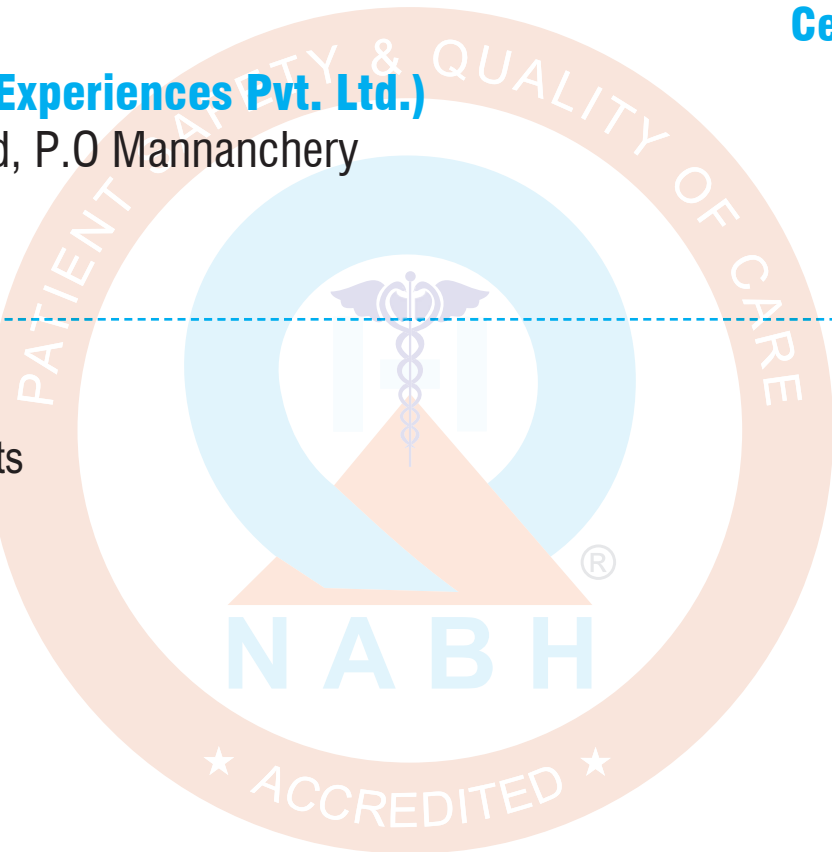 Ce
Experiences Pvt. Ltd.)
d, P.O Mannanchery
ts
PATIENT SAFETY & QUALITY OF CARE
®
NABH
★ ACCREDITED ★